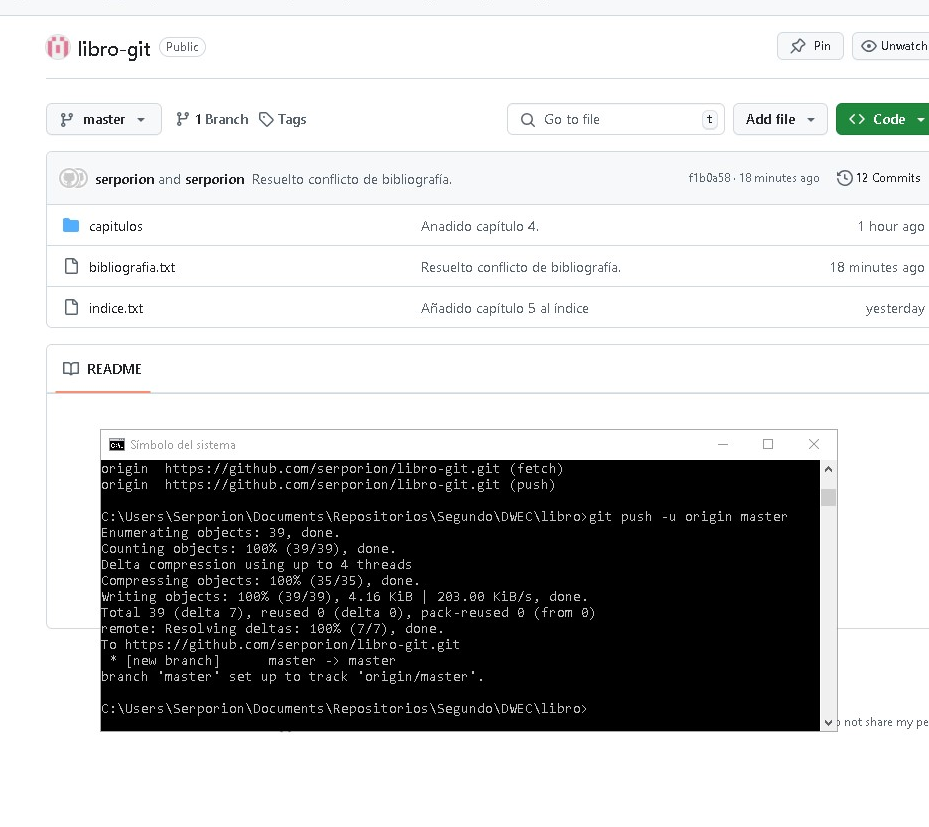 libro-git Public Pin Unwatch
master 1 Branch Tags Go to file t Add file Code
serporion and serporion Resuelto conflicto de bibliografía. f1b0a58 · 18 minutes ago 12 Commits
capitulos Anadido capítulo 4. 1 hour ago
bibliografia.txt Resuelto conflicto de bibliografía. 18 minutes ago
indice.txt Añadido capítulo 5 al índice yesterday
README
Símbolo del sistema
origin  https://github.com/serporion/libro-git.git (fetch)
origin  https://github.com/serporion/libro-git.git (push)
C:\Users\Serporion\Documents\Repositorios\Segundo\DWEC\libro>git push -u origin master
Enumerating objects: 39, done.
Counting objects: 100% (39/39), done.
Delta compression using up to 4 threads
Compressing objects: 100% (35/35), done.
Writing objects: 100% (39/39), 4.16 KiB | 203.00 KiB/s, done.
Total 39 (delta 7), reused 0 (delta 0), pack-reused 0 (from 0)
remote: Resolving deltas: 100% (7/7), done.
To https://github.com/serporion/libro-git.git
 * [new branch]      master -> master
branch 'master' set up to track 'origin/master'.
C:\Users\Serporion\Documents\Repositorios\Segundo\DWEC\libro>
not share my